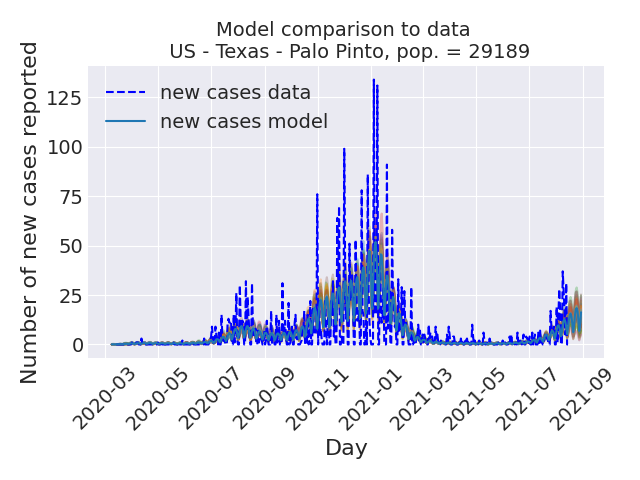 Model comparison to data
US - Texas - Palo Pinto, pop. = 29189
Number of new cases reported
125
100
75
50
25
0
new cases data
new cases model
2020-03
2020-05
2020-07
2020-09
2020-11
2021-01
2021-03
2021-05
2021-07
2021-09
Day